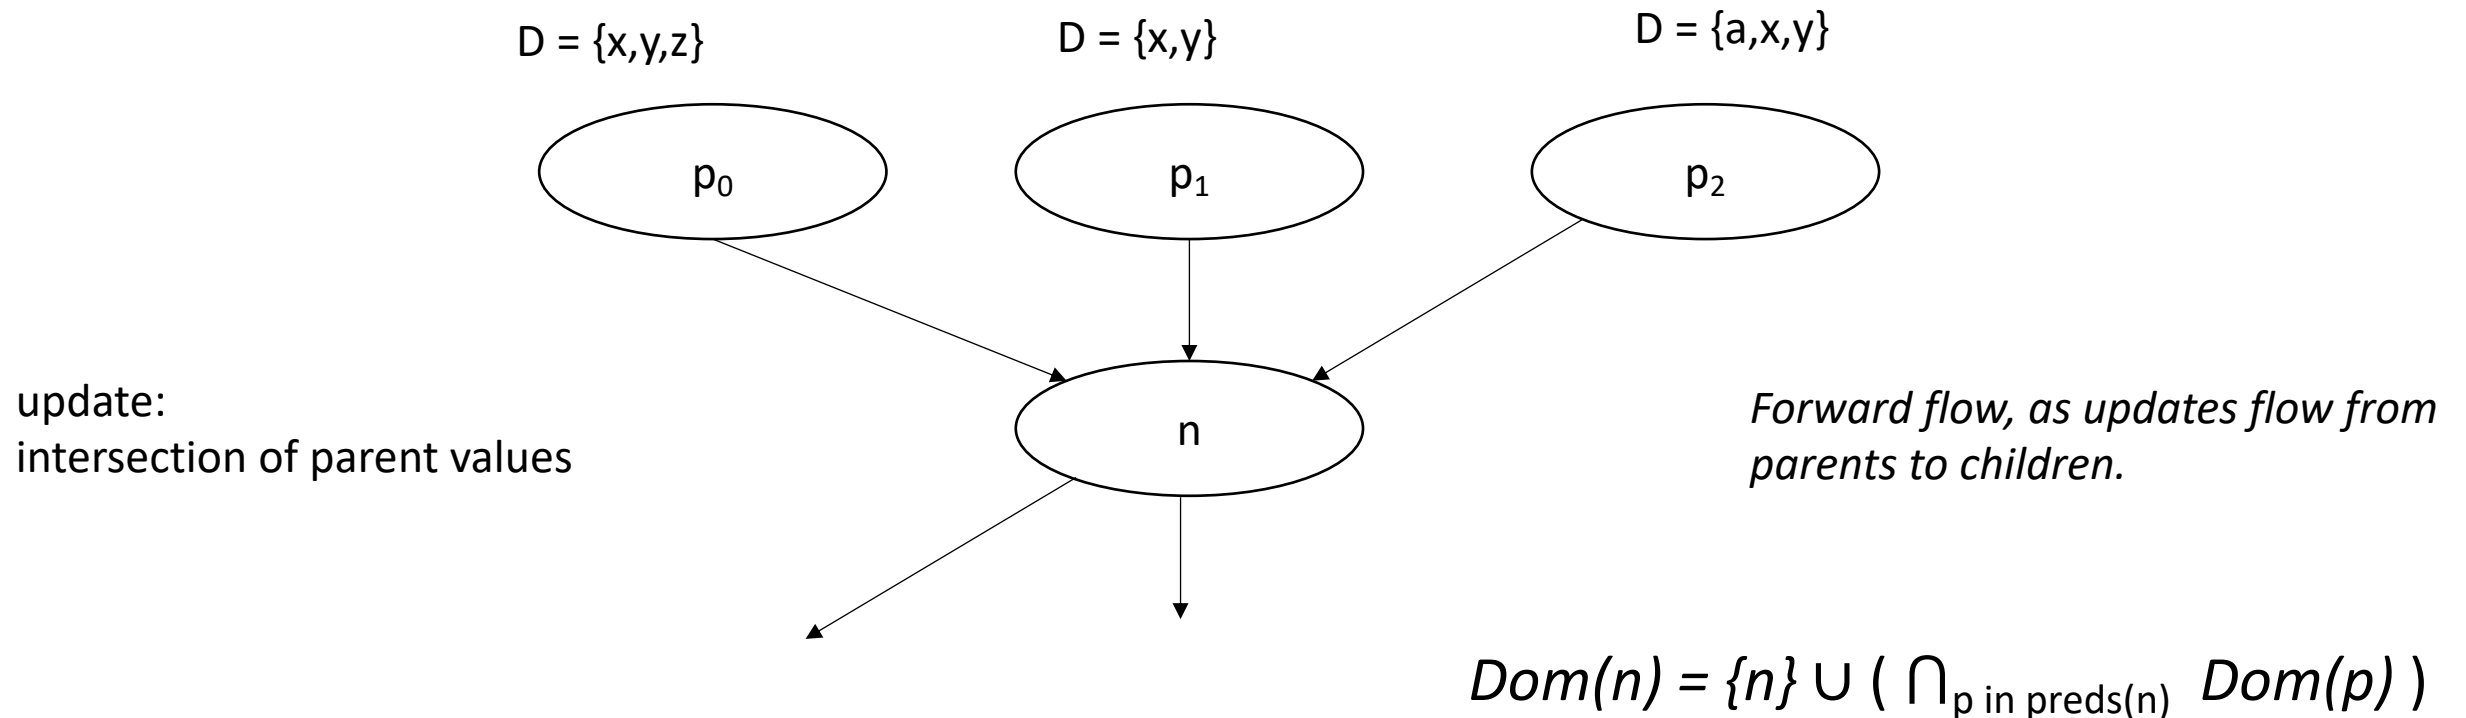 D = {x,y,z}
D = {x,y}
D = {a,x,y}
p₀
p₁
p₂
update:
intersection of parent values
n
Forward flow, as updates flow from
parents to children.
Dom(n) = {n} ∪ ( ⋂p in preds(n) Dom(p) )